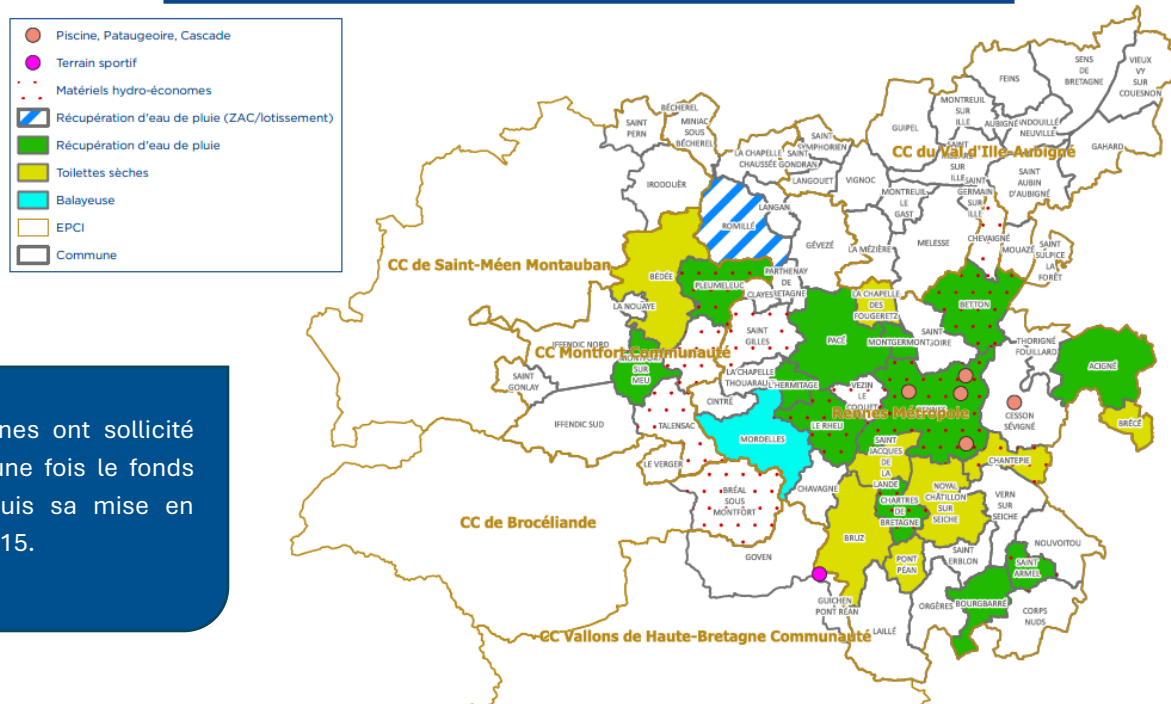 Piscine, Pataugeoire, Cascade
Terrain sportif
Matériels hydro-économes
Récupération d'eau de pluie (ZAC/lotissement)
Récupération d'eau de pluie
Toilettes sèches
Balayeuse
EPCI
Commune
nes ont sollicité
une fois le fonds
uis sa mise en
15.
CC du Val d'Ille-Aubigné
CC de Saint-Méen Montauban
CC Montfort Communauté
Rennes Métropole
CC de Brocéliande
CC Vallons de Haute-Bretagne Communauté
SENS
DE
BRETAGNE
VIEUX
VY
SUR
COUESNON
FEINS
MONTREUIL
SUR
ILLE
AUBIGNÉ
ANDOUILLÉ
NEUVILLE
GUIPEL
GAHARD
SAINT
AUBIN
D'AUBIGNÉ
SAINT
GERMAIN
SUR
ILLE
BÉCHEREL
SAINT
PERN
MINIAC
SOUS
BÉCHEREL
LA CHAPELLE
CHAUSSÉE
SAINT
GONDRAN
SAINT
SYMPHORIEN
LANGOUET
VIGNOC
MONTREUIL
LE
GAST
IRODOUËR
LANGAN
ROMILLÉ
GÉVEZÉ
LA MÉZIÈRE
MELESSE
CHEVAIGNÉ
MOUAZÉ
SAINT
SULPICE
LA
FORÊT
BÉDÉE
PLEUMELEUC
PARTHENAY
DE
BRETAGNE
CLAYES
LA NOUAYE
LA CHAPELLE
DES
FOUGERETZ
BETTON
SAINT
GILLES
PACÉ
MONTGERMONT
SAINT
GRÉGOIRE
THORIGNÉ
FOUILLARD
ACIGNÉ
IFFENDIC NORD
MONTFORT
SUR
MEU
SAINT
GONLAY
LA CHAPELLE
THOUARAULT
L'HERMITAGE
VEZIN
LE
COQUET
RENNES
CESSON
SÉVIGNÉ
BRÉCÉ
CINTRÉ
IFFENDIC SUD
TALENSAC
MORDELLES
LE RHEU
SAINT
JACQUES
DE
LA
LANDE
CHANTEPIE
LE VERGER
BRÉAL
SOUS
MONTFORT
CHAVAGNE
CHARTRES
DE
BRETAGNE
NOYAL
CHÂTILLON
SUR
SEICHE
VERN
SUR
SEICHE
BRUZ
NOUVOITOU
GOVEN
PONT
PÉAN
SAINT
ERBLON
SAINT
ARMEL
GUICHEN
PONT RÉAN
LAILLÉ
ORGÈRES
BOURGBARRÉ
CORPS
NUDS